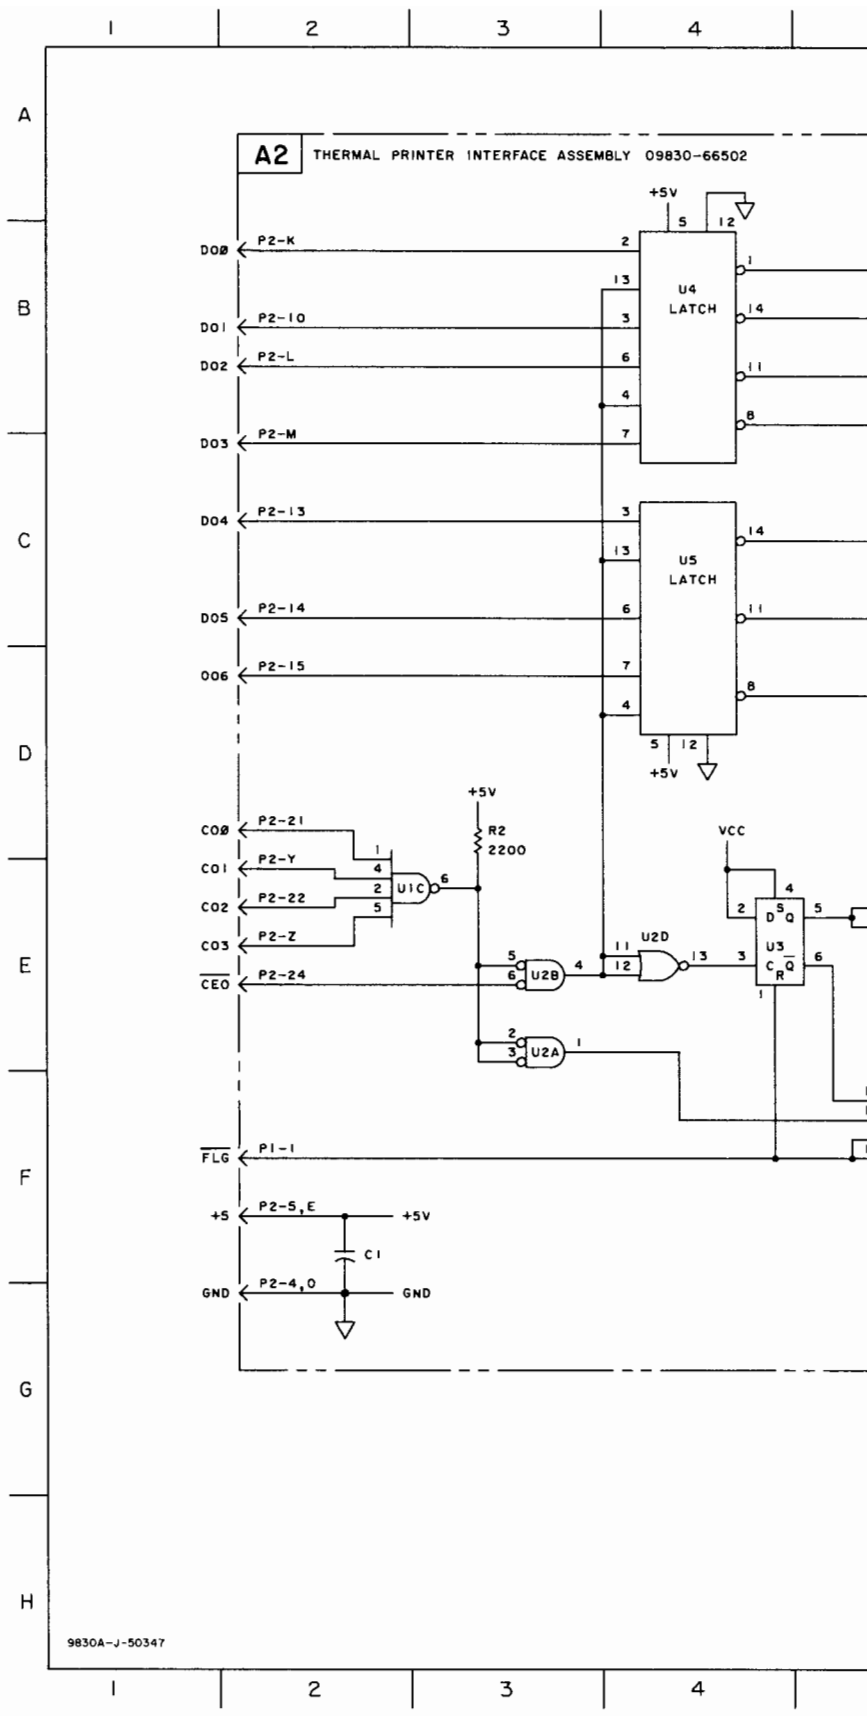 1 2 3 4
A
A2 THERMAL PRINTER INTERFACE ASSEMBLY 09830-66502
+5V
5 12
DOØ P2-K 2 1
13
B
U4
LATCH
14
DO1 P2-10 3
DO2 P2-L 6 11
4 8
DO3 P2-M 7
DO4 P2-13 3 14
C
13
U5
LATCH
DO5 P2-14 6 11
DO6 P2-15 7 8
4
D
5 12
+5V
+5V
R2
2200
VCC
COØ P2-21 1
CO1 P2-Y 4
U1C 6
CO2 P2-22 2
CO3 P2-Z 5
4
2 D S Q 5
U3
3 C R Q 6
1
E
U2D
11
12
13
5
6
U2B 4
CEO P2-24
2
3
U2A 1
FLG P1-1
F
+5 P2-5,E +5V
C1
GND P2-4,D GND
G
H
9830A-J-50347
1 2 3 4